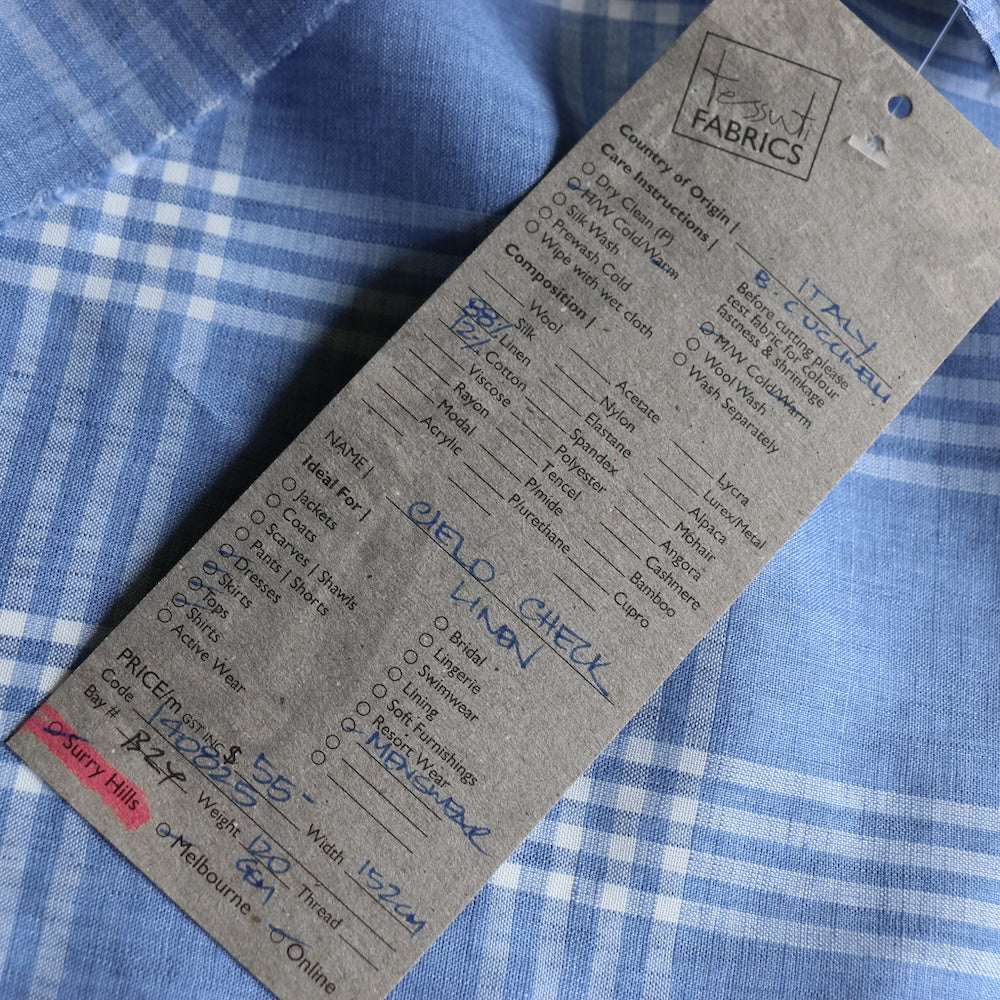 Tessuti
FABRICS
Country of Origin | ITALY
B. CUCINELLI
Care Instructions |
Dry Clean (P)
H/W Cold/Warm
Silk Wash
Prewash Cold
Wipe with wet cloth
Before cutting please
test fabric for colour
fastness & shrinkage
M/W Cold/Warm
Wool Wash
Wash Separately
Composition |
Wool
Silk
88% Linen
12% Cotton
Viscose
Rayon
Modal
Acrylic
Acetate
Nylon
Elastane
Spandex
Polyester
Tencel
P/mide
P/urethane
Lycra
Lurex/Metal
Alpaca
Mohair
Angora
Cashmere
Bamboo
Cupro
NAME | CIELO CHECK
LINEN
Ideal For |
Jackets
Coats
Scarves | Shawls
Pants | Shorts
Dresses
Skirts
Tops
Shirts
Active Wear
Bridal
Lingerie
Swimwear
Lining
Soft Furnishings
Resort Wear
MENSWEAR
PRICE/m GST INC $ 55-
Code 140825 Width 152CM
Bay # B24 Weight 120 GSM Thread
Surry Hills Melbourne Online